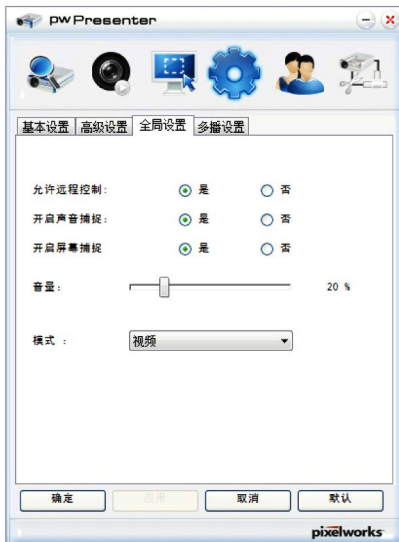 pwPresenter
基本设置 高级设置 全局设置 多播设置
允许远程控制: 是 否
开启声音捕捉: 是 否
开启屏幕捕捉 是 否
音量: 20 %
模式 : 视频
确定 应用 取消 默认
pixelworks